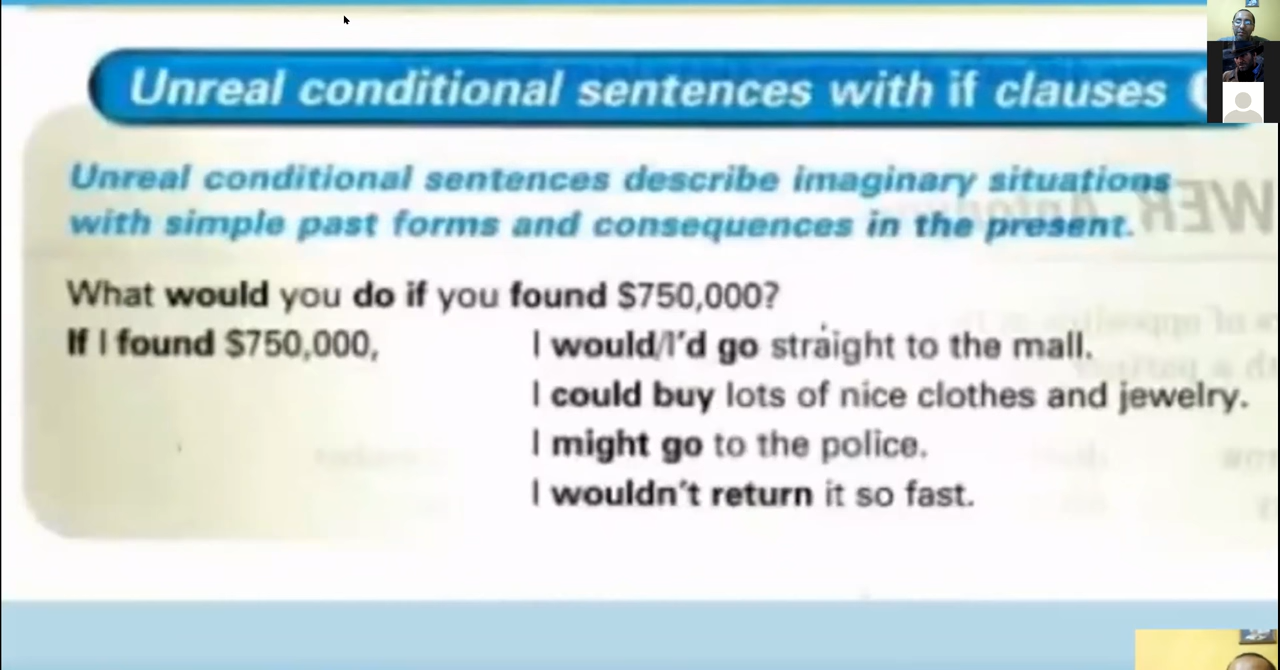 Unreal conditional sentences with if clauses
Unreal conditional sentences describe imaginary situations
with simple past forms and consequences in the present.
What would you do if you found $750,000?
If I found $750,000, I would/I'd go straight to the mall.
I could buy lots of nice clothes and jewelry.
I might go to the police.
I wouldn't return it so fast.